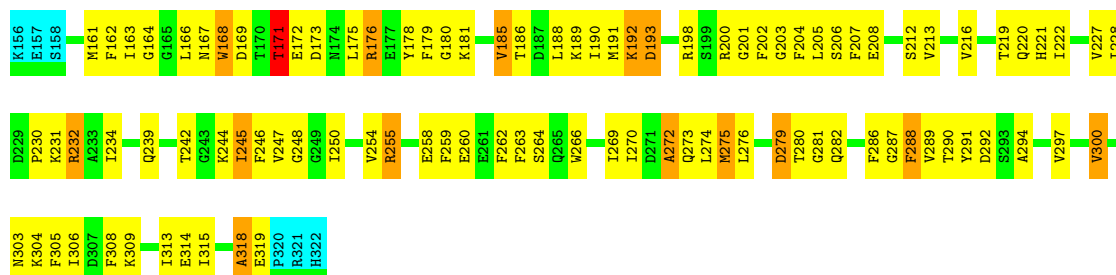 K156 E157 S158 M161 F162 I163 G164 G165 L166 N167 W168 D169 T170 T171 E172 D173 N174 L175 R176 E177 Y178 F179 G180 K181 V185 T186 D187 L188 K189 I190 M191 K192 D193 R198 S199 R200 G201 F202 G203 F204 L205 S206 F207 E208 S212 V213 V216 T219 Q220 H221 I222 V227
D229 P230 K231 R232 A233 I234 Q239 T242 G243 K244 I245 F246 V247 G248 G249 I250 V254 R255 E258 F259 E260 E261 F262 F263 S264 Q265 W266 I269 I270 D271 A272 Q273 L274 M275 L276 D279 T280 G281 Q282 F286 G287 F288 V289 T290 Y291 D292 S293 A294 V297 V300
N303 K304 F305 I306 D307 F308 K309 I313 E314 I315 A318 E319 P320 R321 H322